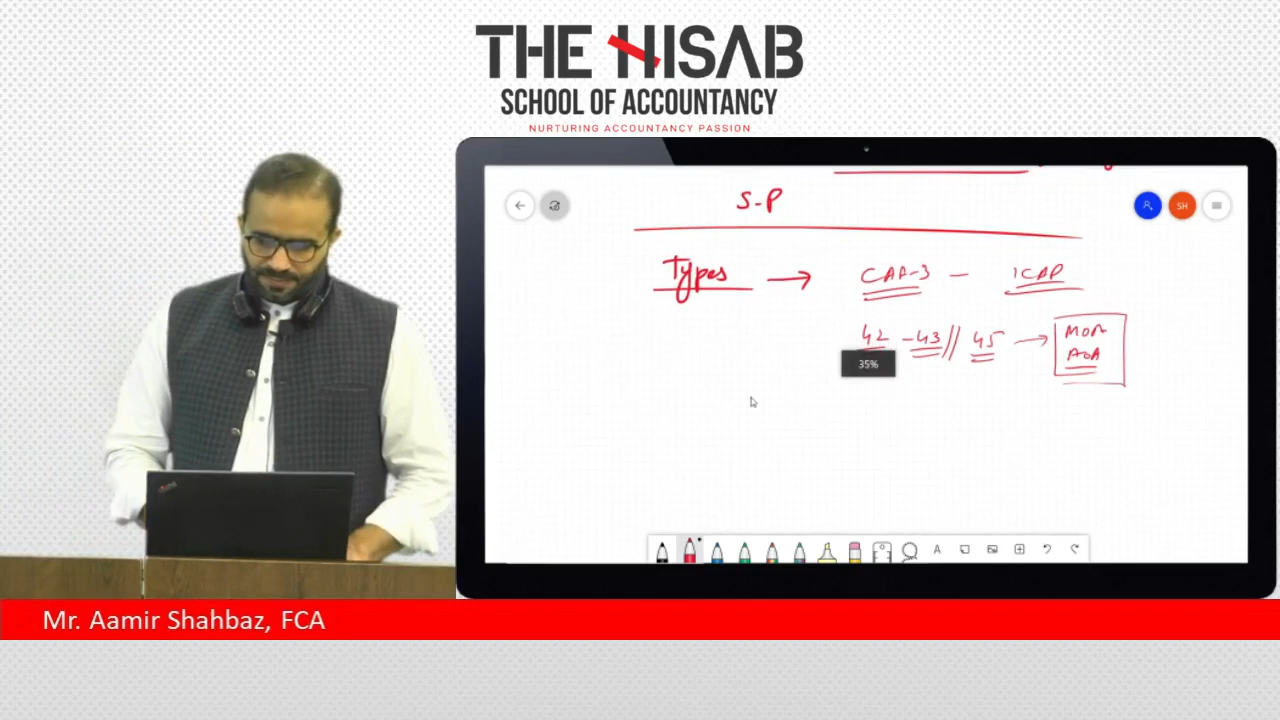 THE HISAB
SCHOOL OF ACCOUNTANCY
NURTURING ACCOUNTANCY PASSION
S-P
SH
Types → CAA-3 - ICAP
42 - 43 // 45 → MOA
AOA
35%
A
Mr. Aamir Shahbaz, FCA